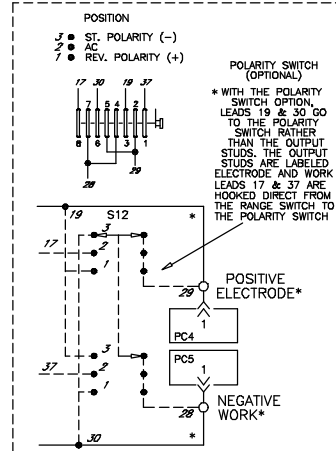 POSITION
3 ST. POLARITY (-)
2 AC
1 REV. POLARITY (+)
17 30 19 37
7 5 4 2
8 6 3 1
28 29
POLARITY SWITCH
(OPTIONAL)
* WITH THE POLARITY
SWITCH OPTION,
LEADS 19 & 30 GO
TO THE POLARITY
SWITCH RATHER
THAN THE OUTPUT
STUDS. THE OUTPUT
STUDS ARE LABELED
ELECTRODE AND WORK
LEADS 17 & 37 ARE
HOOKED DIRECT FROM
THE RANGE SWITCH TO
THE POLARITY SWITCH
19 S12 *
3
17 2
1
29
POSITIVE
ELECTRODE*
1
PC4
PC5
1
3
37 2
1
28
NEGATIVE
WORK*
30 *